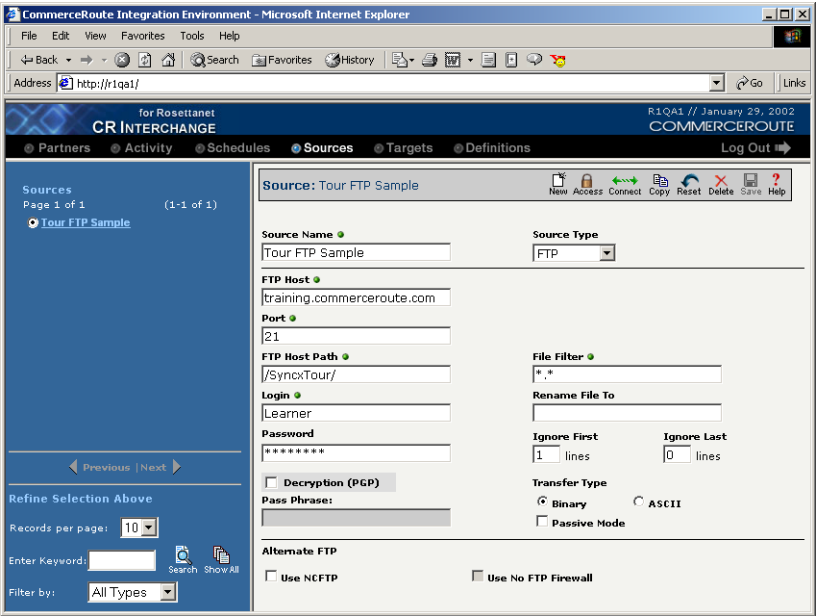 CommerceRoute Integration Environment - Microsoft Internet Explorer
File Edit View Favorites Tools Help
Back Search Favorites History
Address http://r1qa1/ Go Links
for Rosettanet
CR INTERCHANGE
R1QA1 // January 29, 2002
COMMERCEROUTE
Partners Activity Schedules Sources Targets Definitions Log Out
Sources
Page 1 of 1 (1-1 of 1)
Tour FTP Sample
Previous | Next
Refine Selection Above
Records per page: 10
Enter Keyword: Search Show All
Filter by: All Types
Source: Tour FTP Sample
New Access Connect Copy Reset Delete Save Help
Source Name Source Type
Tour FTP Sample FTP
FTP Host
training.commerceroute.com
Port
21
FTP Host Path File Filter
/SyncxTour/ *.*
Login Rename File To
Learner
Password Ignore First Ignore Last
******** 1 lines 0 lines
Decryption (PGP) Transfer Type
Pass Phrase: Binary ASCII
Passive Mode
Alternate FTP
Use NCFTP Use No FTP Firewall